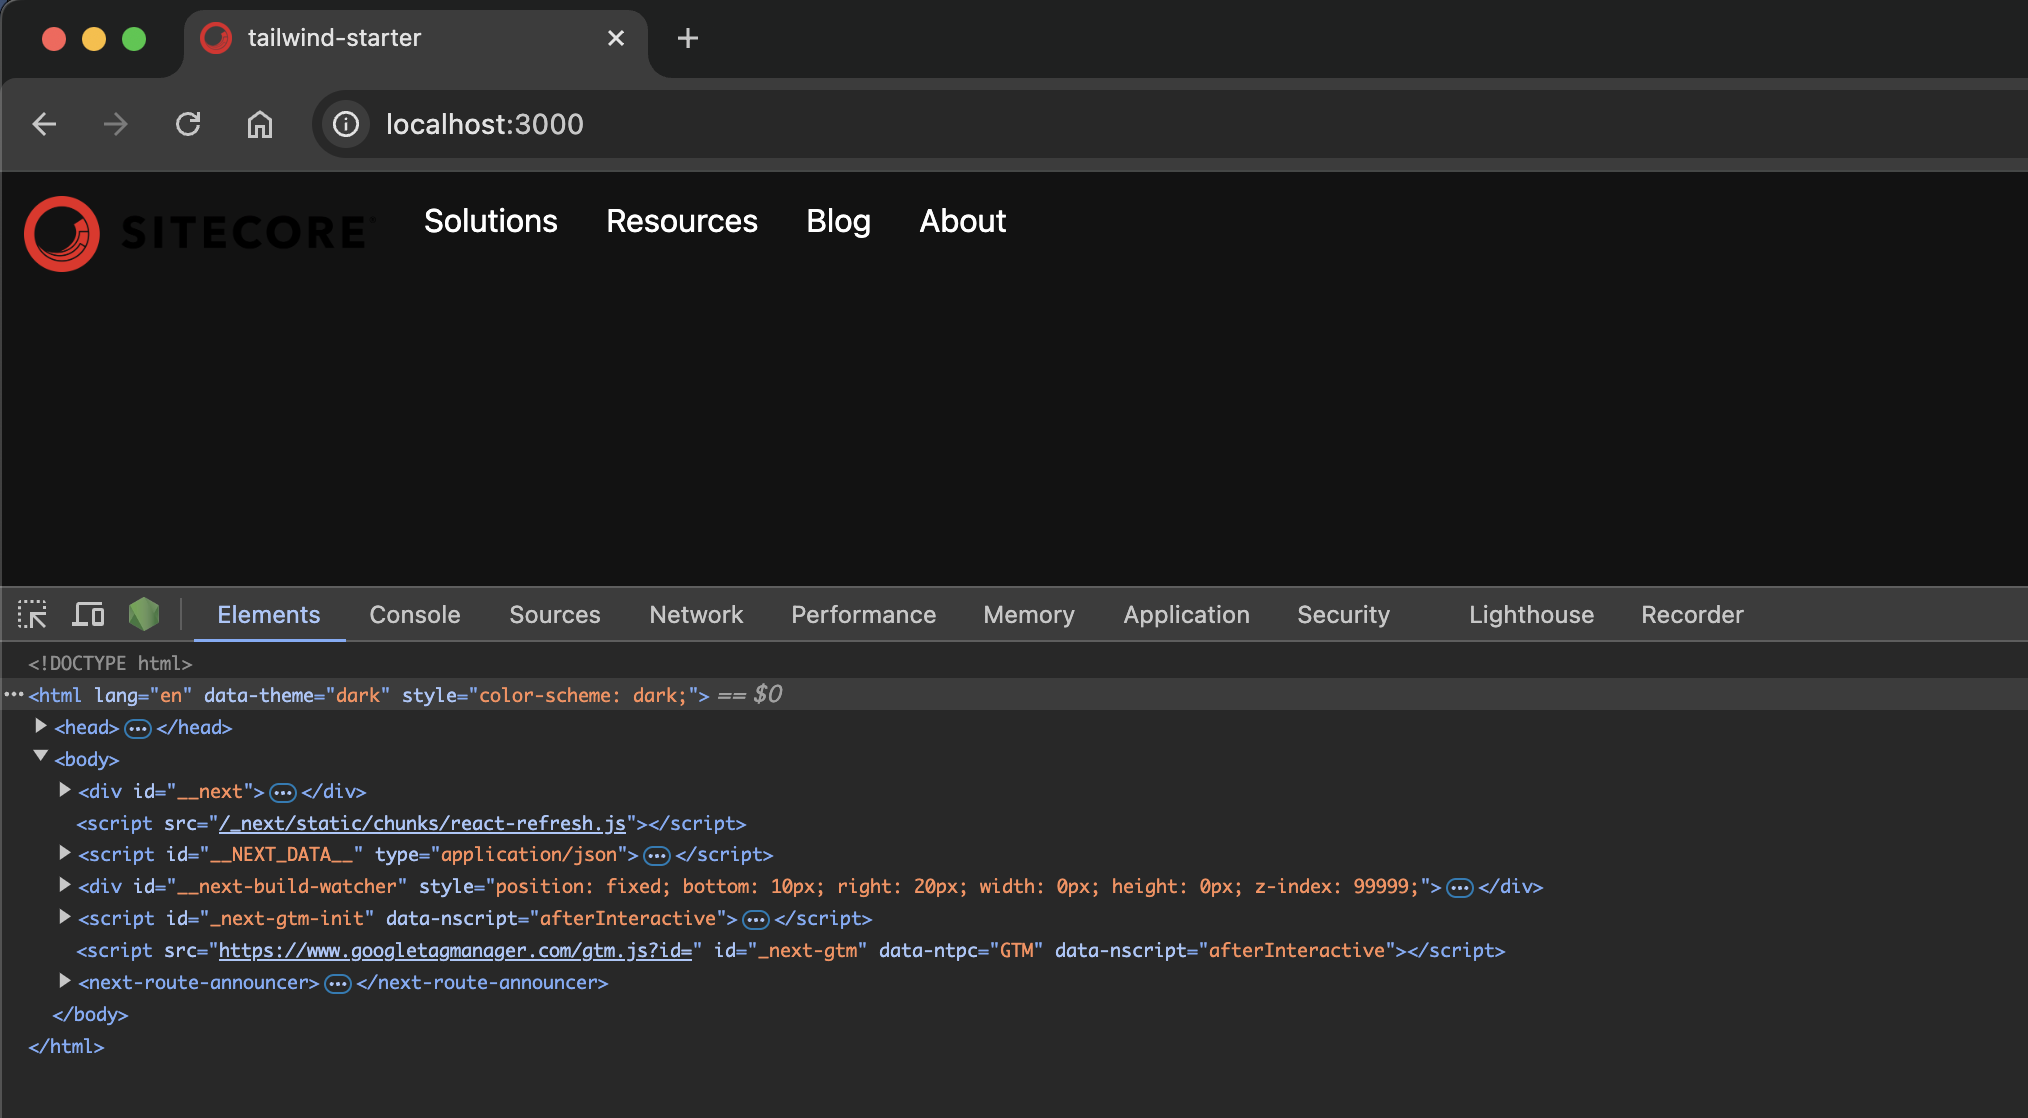 tailwind-starter
localhost:3000
SITECORE Solutions Resources Blog About
Elements Console Sources Network Performance Memory Application Security Lighthouse Recorder
<!DOCTYPE html>
<html lang="en" data-theme="dark" style="color-scheme: dark;"> == $0
<head>…</head>
<body>
<div id="__next">…</div>
<script src="/_next/static/chunks/react-refresh.js"></script>
<script id="__NEXT_DATA__" type="application/json">…</script>
<div id="__next-build-watcher" style="position: fixed; bottom: 10px; right: 20px; width: 0px; height: 0px; z-index: 99999;">…</div>
<script id="_next-gtm-init" data-nscript="afterInteractive">…</script>
<script src="https://www.googletagmanager.com/gtm.js?id=" id="_next-gtm" data-ntpc="GTM" data-nscript="afterInteractive"></script>
<next-route-announcer>…</next-route-announcer>
</body>
</html>